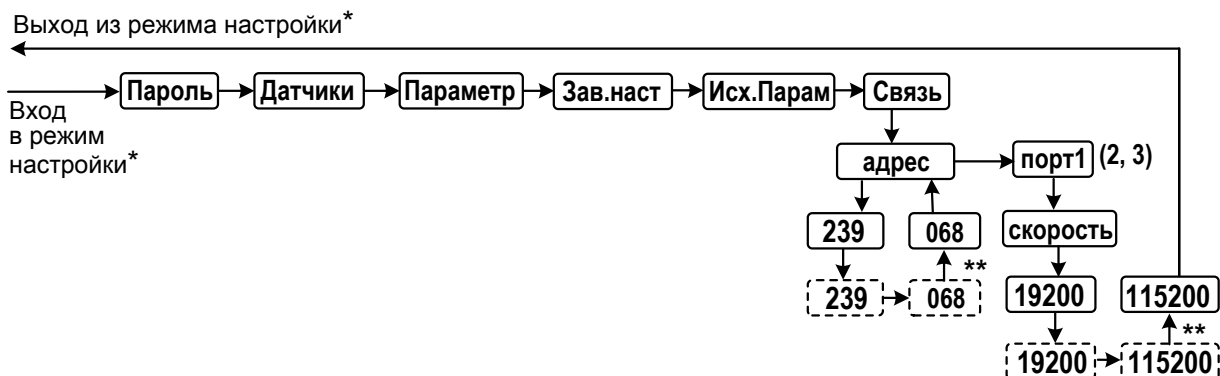 Выход из режима настройки*
Пароль Датчики Параметр Зав.наст Исх.Парам Связь
Вход
в режим
настройки*
адрес порт1 (2, 3)
239 068 скорость
**
239 068 19200 115200
**
19200 115200